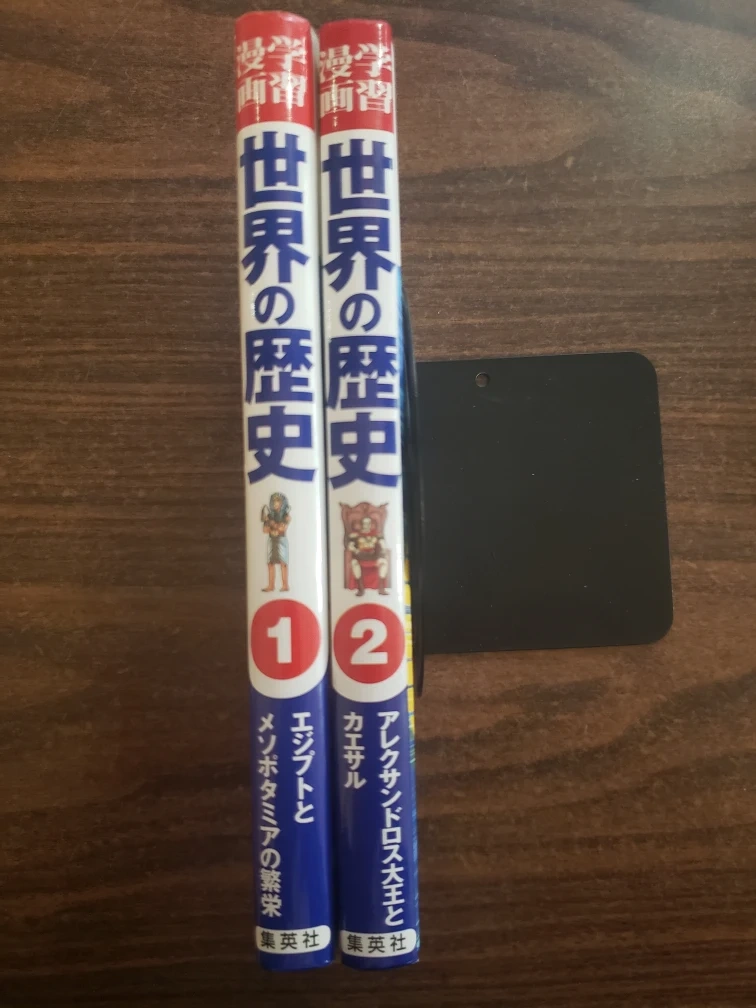 学習
漫画
世界の歴史
1
エジプトと
メソポタミアの繁栄
集英社
学習
漫画
世界の歴史
2
アレクサンドロス大王と
カエサル
集英社